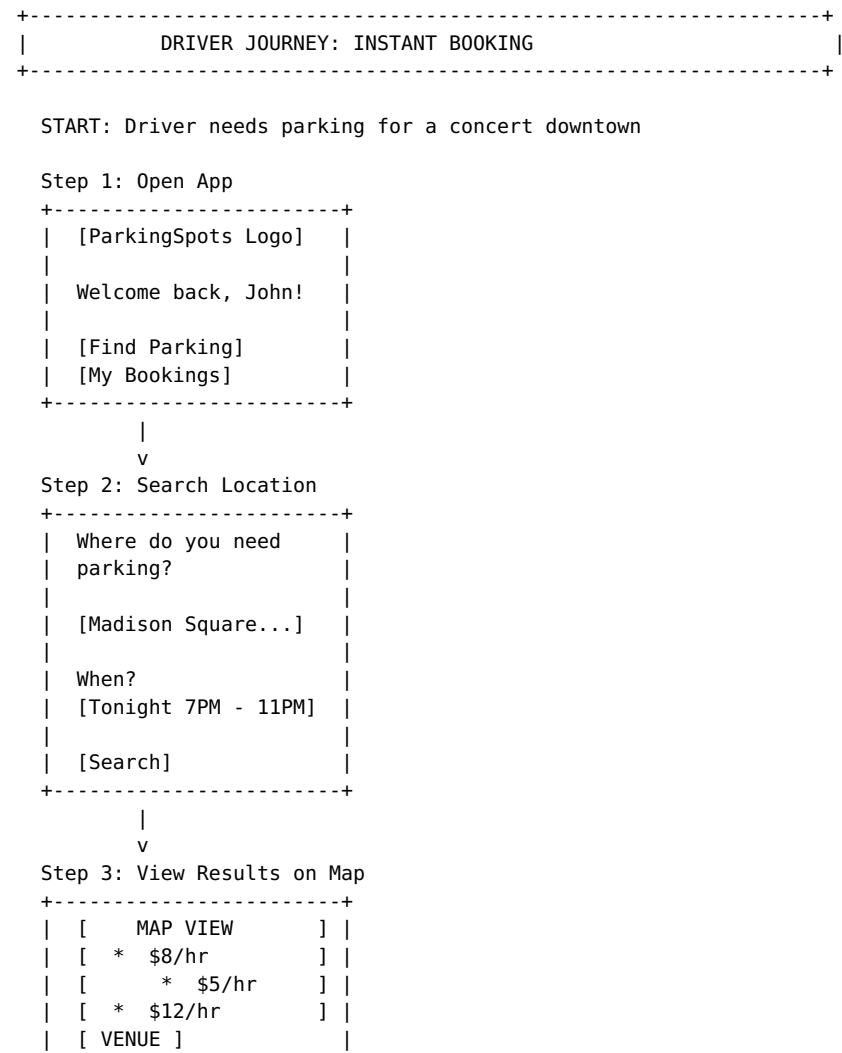 +------------------------------------------------------------------+
|           DRIVER JOURNEY: INSTANT BOOKING                         |
+------------------------------------------------------------------+
START: Driver needs parking for a concert downtown
Step 1: Open App
+------------------------+
|  [ParkingSpots Logo]   |
|                        |
|  Welcome back, John!   |
|                        |
|  [Find Parking]        |
|  [My Bookings]         |
+------------------------+
        |
        v
Step 2: Search Location
+------------------------+
|  Where do you need     |
|  parking?              |
|                        |
|  [Madison Square...]   |
|                        |
|  When?                 |
|  [Tonight 7PM - 11PM]  |
|                        |
|  [Search]              |
+------------------------+
        |
        v
Step 3: View Results on Map
+------------------------+
|  [    MAP VIEW       ] |
|  [  *  $8/hr         ] |
|  [      *  $5/hr     ] |
|  [  *  $12/hr        ] |
|  [ VENUE ]             |